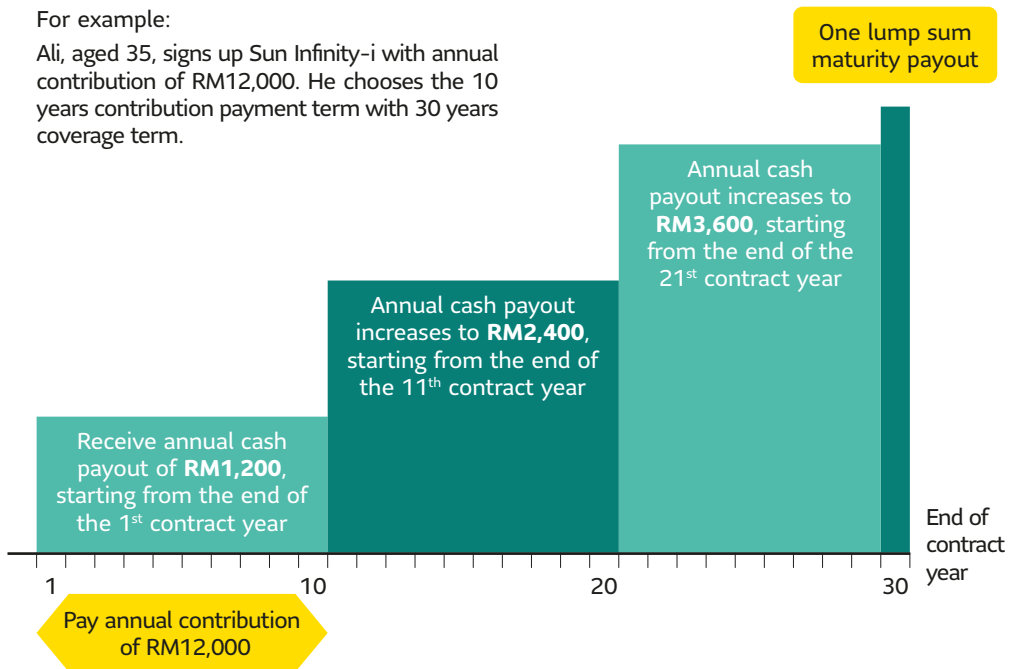 For example:
Ali, aged 35, signs up Sun Infinity-i with annual
contribution of RM12,000. He chooses the 10
years contribution payment term with 30 years
coverage term.
One lump sum
maturity payout
Annual cash
payout increases to
RM3,600, starting
from the end of the
21st contract year
Annual cash payout
increases to RM2,400,
starting from the end of
the 11th contract year
Receive annual cash
payout of RM1,200,
starting from the end of
the 1st contract year
End of
contract
year
1 10 20 30
Pay annual contribution
of RM12,000